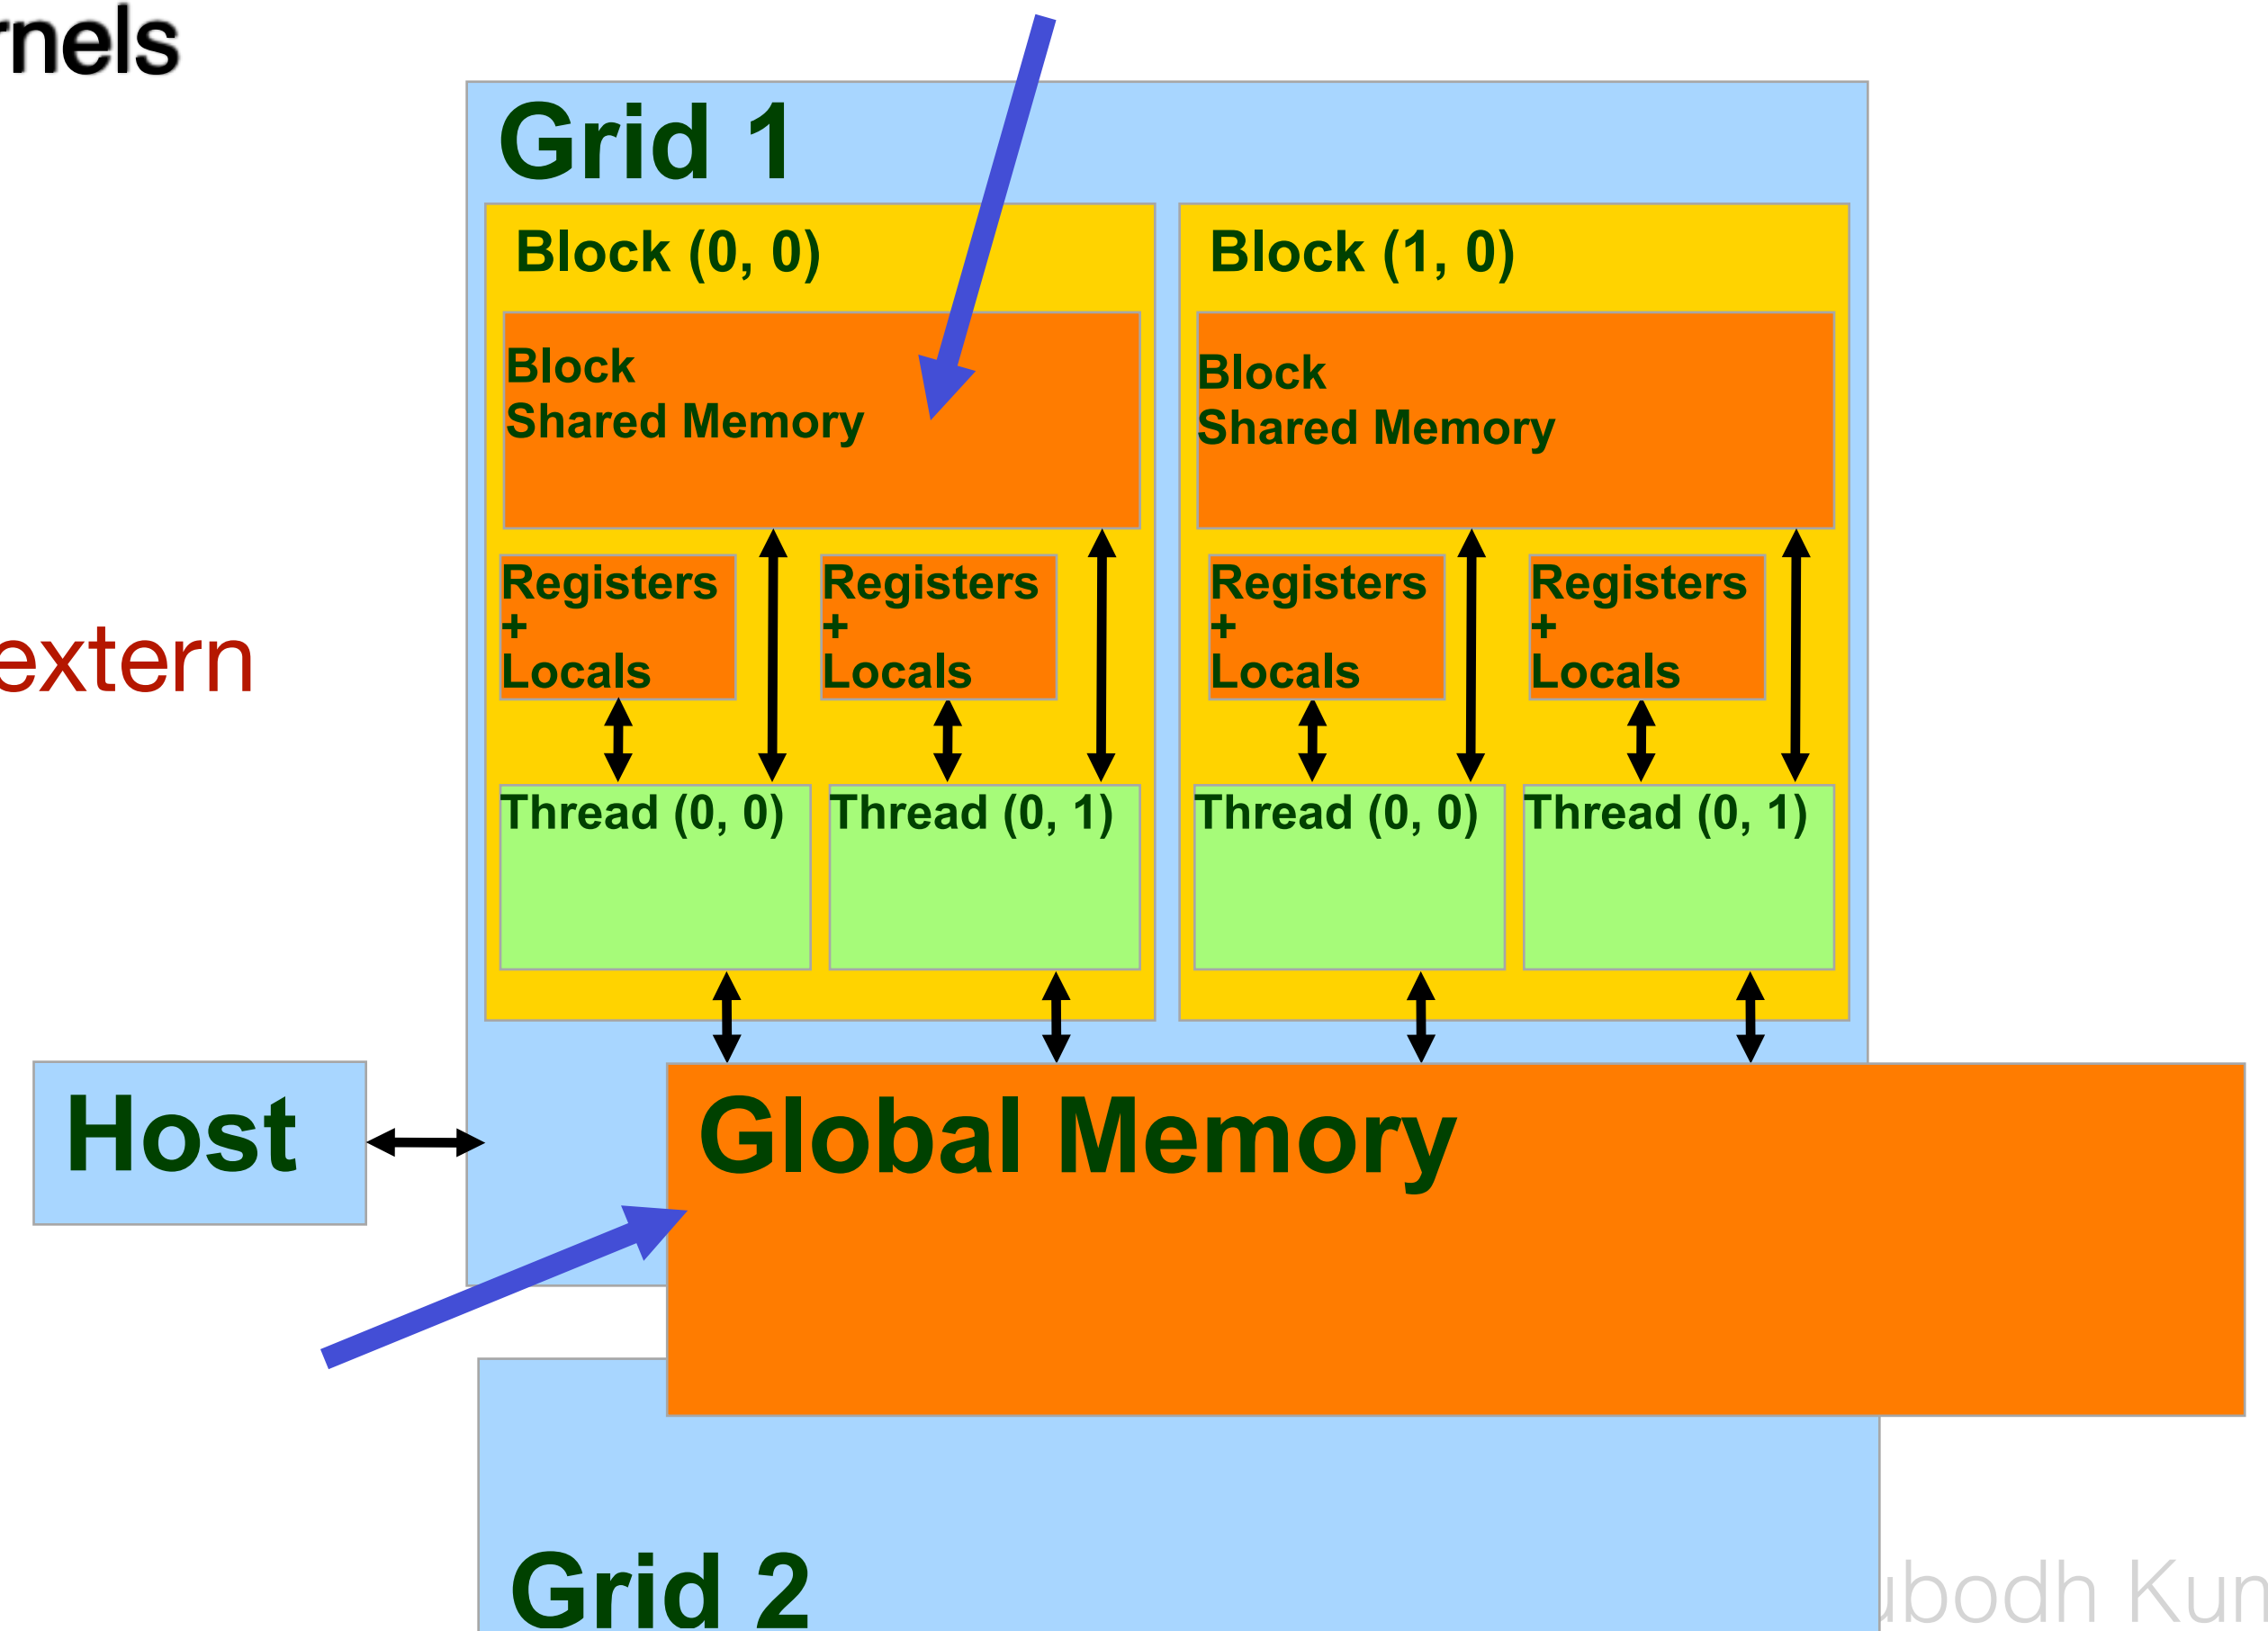 rnels
Grid 1
Block (0, 0)
Block (1, 0)
Block
Shared Memory
Block
Shared Memory
Registers
+
Locals
Registers
+
Locals
Registers
+
Locals
Registers
+
Locals
extern
Thread (0, 0)
Thread (0, 1)
Thread (0, 0)
Thread (0, 1)
Host
Global Memory
Grid 2
ubodh Kum